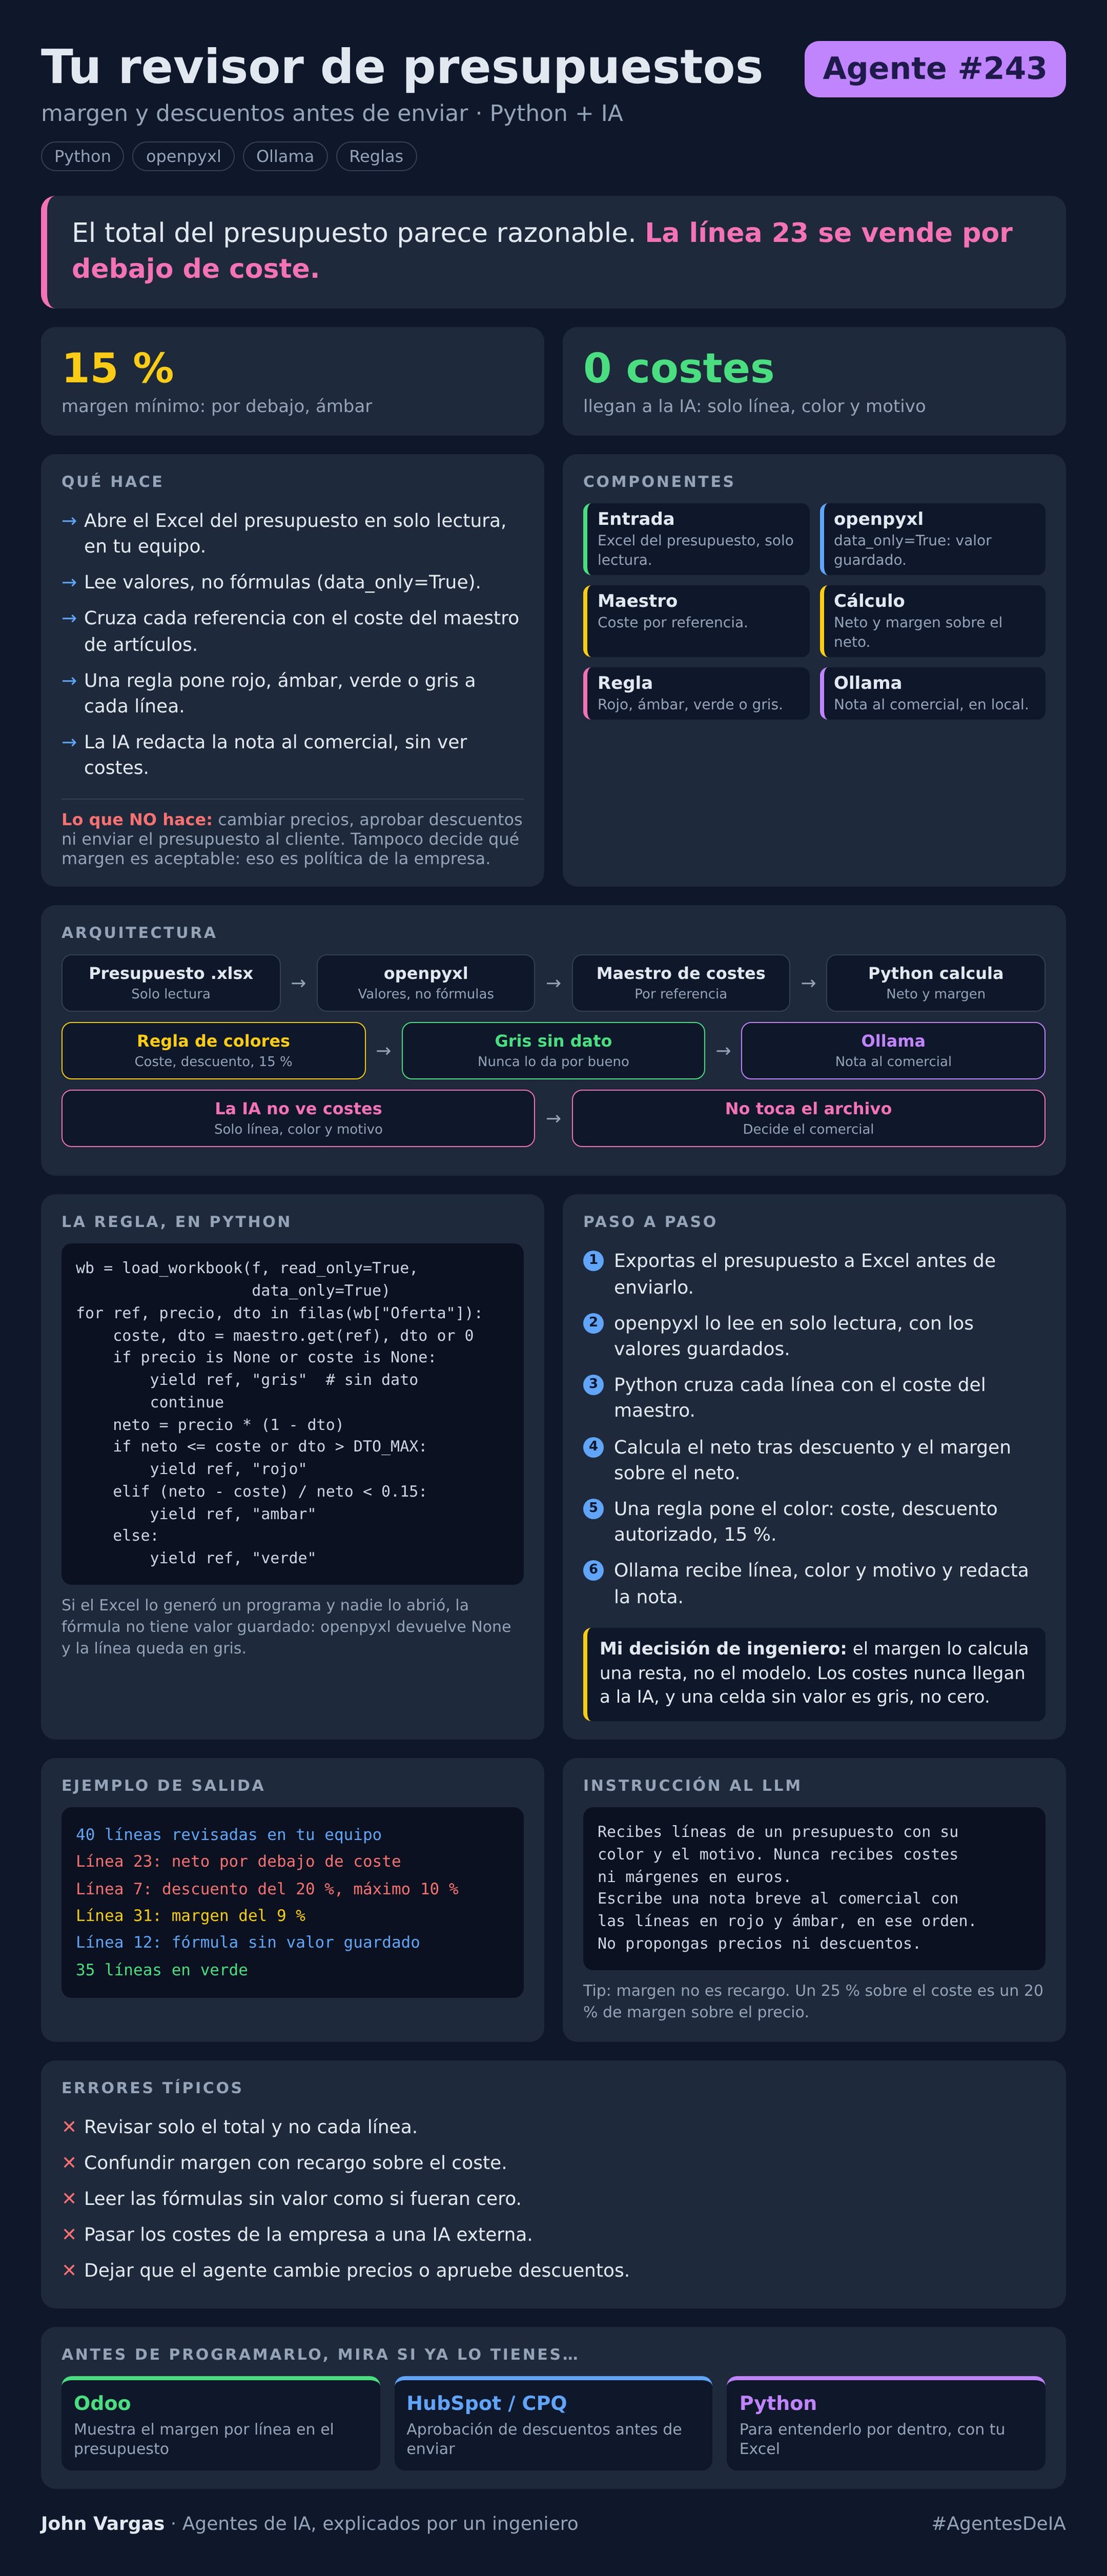 Tu revisor de presupuestos
Agente #243
margen y descuentos antes de enviar · Python + IA
Python
openpyxl
Ollama
Reglas
El total del presupuesto parece razonable. La línea 23 se vende por
debajo de coste.
15 %
margen mínimo: por debajo, ámbar
0 costes
llegan a la IA: solo línea, color y motivo
QUÉ HACE
→ Abre el Excel del presupuesto en solo lectura,
en tu equipo.
→ Lee valores, no fórmulas (data_only=True).
→ Cruza cada referencia con el coste del maestro
de artículos.
→ Una regla pone rojo, ámbar, verde o gris a
cada línea.
→ La IA redacta la nota al comercial, sin ver
costes.
Lo que NO hace: cambiar precios, aprobar descuentos
ni enviar el presupuesto al cliente. Tampoco decide qué
margen es aceptable: eso es política de la empresa.
COMPONENTES
Entrada
Excel del presupuesto, solo
lectura.
openpyxl
data_only=True: valor
guardado.
Maestro
Coste por referencia.
Cálculo
Neto y margen sobre el
neto.
Regla
Rojo, ámbar, verde o gris.
Ollama
Nota al comercial, en local.
ARQUITECTURA
Presupuesto .xlsx
Solo lectura
→
openpyxl
Valores, no fórmulas
→
Maestro de costes
Por referencia
→
Python calcula
Neto y margen
Regla de colores
Coste, descuento, 15 %
→
Gris sin dato
Nunca lo da por bueno
→
Ollama
Nota al comercial
La IA no ve costes
Solo línea, color y motivo
→
No toca el archivo
Decide el comercial
LA REGLA, EN PYTHON
wb = load_workbook(f, read_only=True,
                   data_only=True)
for ref, precio, dto in filas(wb["Oferta"]):
    coste, dto = maestro.get(ref), dto or 0
    if precio is None or coste is None:
        yield ref, "gris"  # sin dato
        continue
    neto = precio * (1 - dto)
    if neto <= coste or dto > DTO_MAX:
        yield ref, "rojo"
    elif (neto - coste) / neto < 0.15:
        yield ref, "ambar"
    else:
        yield ref, "verde"
Si el Excel lo generó un programa y nadie lo abrió, la
fórmula no tiene valor guardado: openpyxl devuelve None
y la línea queda en gris.
PASO A PASO
1 Exportas el presupuesto a Excel antes de
enviarlo.
2 openpyxl lo lee en solo lectura, con los
valores guardados.
3 Python cruza cada línea con el coste del
maestro.
4 Calcula el neto tras descuento y el margen
sobre el neto.
5 Una regla pone el color: coste, descuento
autorizado, 15 %.
6 Ollama recibe línea, color y motivo y redacta
la nota.
Mi decisión de ingeniero: el margen lo calcula
una resta, no el modelo. Los costes nunca llegan
a la IA, y una celda sin valor es gris, no cero.
EJEMPLO DE SALIDA
40 líneas revisadas en tu equipo
Línea 23: neto por debajo de coste
Línea 7: descuento del 20 %, máximo 10 %
Línea 31: margen del 9 %
Línea 12: fórmula sin valor guardado
35 líneas en verde
INSTRUCCIÓN AL LLM
Recibes líneas de un presupuesto con su
color y el motivo. Nunca recibes costes
ni márgenes en euros.
Escribe una nota breve al comercial con
las líneas en rojo y ámbar, en ese orden.
No propongas precios ni descuentos.
Tip: margen no es recargo. Un 25 % sobre el coste es un 20
% de margen sobre el precio.
ERRORES TÍPICOS
✕ Revisar solo el total y no cada línea.
✕ Confundir margen con recargo sobre el coste.
✕ Leer las fórmulas sin valor como si fueran cero.
✕ Pasar los costes de la empresa a una IA externa.
✕ Dejar que el agente cambie precios o apruebe descuentos.
ANTES DE PROGRAMARLO, MIRA SI YA LO TIENES…
Odoo
Muestra el margen por línea en el
presupuesto
HubSpot / CPQ
Aprobación de descuentos antes de
enviar
Python
Para entenderlo por dentro, con tu
Excel
John Vargas · Agentes de IA, explicados por un ingeniero
#AgentesDeIA